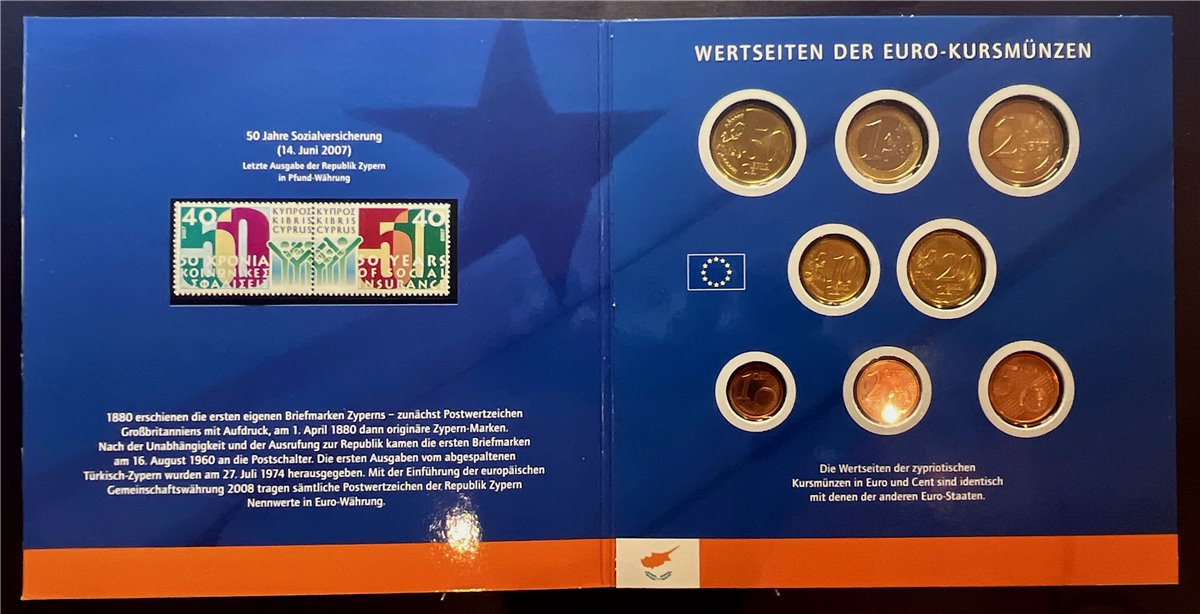 50 Jahre Sozialversicherung
(14. Juni 2007)
Letzte Ausgabe der Republik Zypern
in Pfund-Währung
40 50 ΚΥΠΡΟΣ KIBRIS CYPRUS
50 ΧΡΟΝΙΑ
ΚΟΙΝΩΝΙΚΕΣ
ΑΣΦΑΛΙΣΕΙΣ
ΚΥΠΡΟΣ KIBRIS CYPRUS 50 40
50 YEARS
OF SOCIAL
INSURANCE
1880 erschienen die ersten eigenen Briefmarken Zyperns – zunächst Postwertzeichen
Großbritanniens mit Aufdruck, am 1. April 1880 dann originäre Zypern-Marken.
Nach der Unabhängigkeit und der Ausrufung zur Republik kamen die ersten Briefmarken
am 16. August 1960 an die Postschalter. Die ersten Ausgaben vom abgespaltenen
Türkisch-Zypern wurden am 27. Juli 1974 herausgegeben. Mit der Einführung der europäischen
Gemeinschaftswährung 2008 tragen sämtliche Postwertzeichen der Republik Zypern
Nennwerte in Euro-Währung.
WERTSEITEN DER EURO-KURSMÜNZEN
1
2
10
20
1
2
Die Wertseiten der zypriotischen
Kursmünzen in Euro und Cent sind identisch
mit denen der anderen Euro-Staaten.